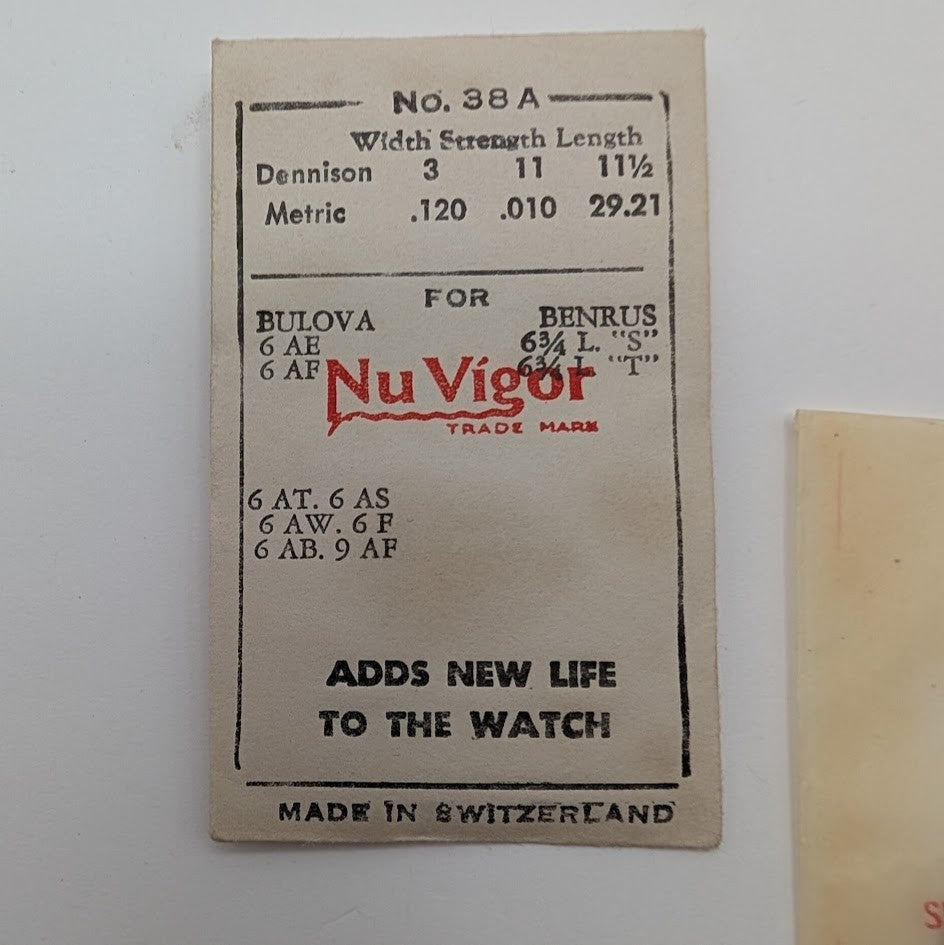 No. 38 A
Width Strength Length
Dennison 3 11 11½
Metric .120 .010 29.21
FOR
BULOVA BENRUS
6 AE 6¾ L. "S"
6 AF 6¾ L "T"
Nu Vigor
TRADE MARK
6 AT. 6 AS
6 AW. 6 F
6 AB. 9 AF
ADDS NEW LIFE
TO THE WATCH
MADE IN SWITZERLAND